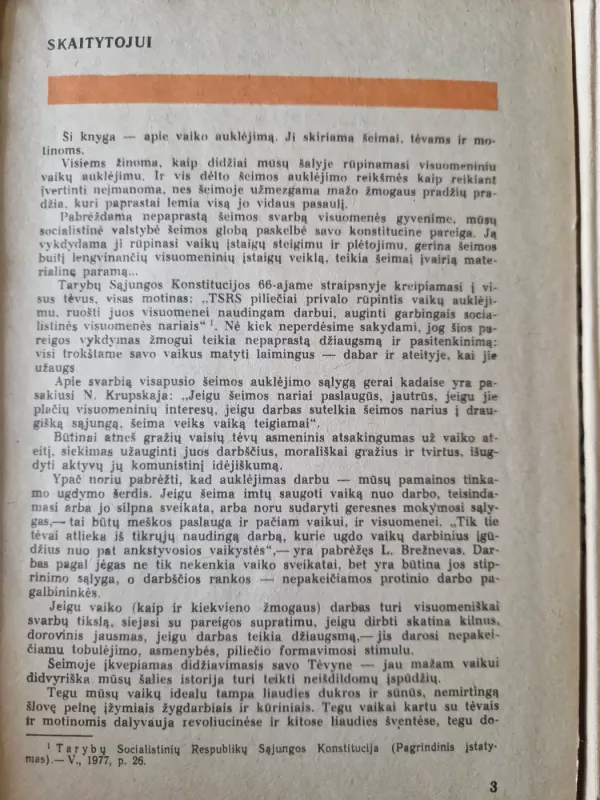 SKAITYTOJUI
Ši knyga — apie vaiko auklėjimą. Ji skiriama šeimai, tėvams ir mo-
tinoms.
Visiems žinoma, kaip didžiai mūsų šalyje rūpinamasi visuomeniniu
vaikų auklėjimu. Ir vis dėlto šeimos auklėjimo reikšmės kaip reikiant
įvertinti neįmanoma, nes šeimoje užmezgama mažo žmogaus pradžių pra-
džia, kuri paprastai lemia visą jo vidaus pasaulį.
Pabrėždama nepaprastą šeimos svarbą visuomenės gyvenime, mūsų
socialistinė valstybė šeimos globą paskelbė savo konstitucine pareiga. Ją
vykdydama ji rūpinasi vaikų įstaigų steigimu ir plėtojimu, gerina šeimos
buitį lengvinančių visuomeninių įstaigų veiklą, teikia šeimai įvairią mate-
rialinę paramą...
Tarybų Sąjungos Konstitucijos 66-ajame straipsnyje kreipiamasi į vi-
sus tėvus, visas motinas: „TSRS piliečiai privalo rūpintis vaikų auklėji-
mu, ruošti juos visuomenei naudingam darbui, auginti garbingais socia-
listinės visuomenės nariais“ ¹. Nė kiek neperdėsime sakydami, jog šios pa-
reigos vykdymas žmogui teikia nepaprastą džiaugsmą ir pasitenkinimą:
visi trokštame savo vaikus matyti laimingus — dabar ir ateityje, kai jie
užaugs
Apie svarbią visapusio šeimos auklėjimo sąlygą gerai kadaise yra pa-
sakiusi N. Krupskaja: „Jeigu šeimos nariai paslaugūs, jautrūs, jeigu jie
plačių visuomeninių interesų, jeigu darbas sutelkia šeimos narius į drau-
gišką sąjungą, šeima veiks vaiką teigiamai“.
Būtinai atneš gražių vaisių tėvų asmeninis atsakingumas už vaiko at-
eitį, siekimas užauginti juos darbščius, morališkai gražius ir tvirtus, išug-
dyti aktyvų jų komunistinį idėjiškumą.
Ypač noriu pabrėžti, kad auklėjimas darbu — mūsų pamainos tinka-
mo ugdymo šerdis. Jeigu šeima imtų saugoti vaiką nuo darbo, teisinda-
masi arba jo silpna sveikata, arba noru sudaryti geresnes mokymosi sąly-
gas,— tai būtų meškos paslauga ir pačiam vaikui, ir visuomenei. „Tik tie
tėvai atlieka iš tikrųjų naudingą darbą, kurie ugdo vaikų darbinius įgū-
džius nuo pat ankstyvosios vaikystės“,— yra pabrėžęs L. Brežnevas. Dar-
bas pagal jėgas ne tik nekenkia vaiko sveikatai, bet yra būtina jos stip-
rinimo sąlyga, o darbščios rankos — nepakeičiamos protinio darbo pa-
galbininkės.
Jeigu vaiko (kaip ir kiekvieno žmogaus) darbas turi visuomeniškai
svarbų tikslą, siejasi su pareigos supratimu, jeigu dirbti skatina kilnus,
dorovinis jausmas, jeigu darbas teikia džiaugsmą,— jis darosi nepakei-
čiamu tobulėjimo, asmenybės, piliečio formavimosi stimulu.
Šeimoje įkvepiamas didžiavimasis savo Tėvyne — jau mažam vaikui
didvyriška mūsų šalies istorija turi teikti neišdildomų įspūdžių.
Tegu mūsų vaikų idealu tampa liaudies dukros ir sūnūs, nemirtingą
šlovę pelnę įžymiais žygdarbiais ir kūriniais. Tegu vaikai kartu su tėvais
ir motinomis dalyvauja revoliucinėse ir kitose liaudies šventėse, tegu do-
¹ Tarybų Socialistinių Respublikų Sąjungos Konstitucija (Pagrindinis įstaty-
mas).— V., 1977, p. 26.
3